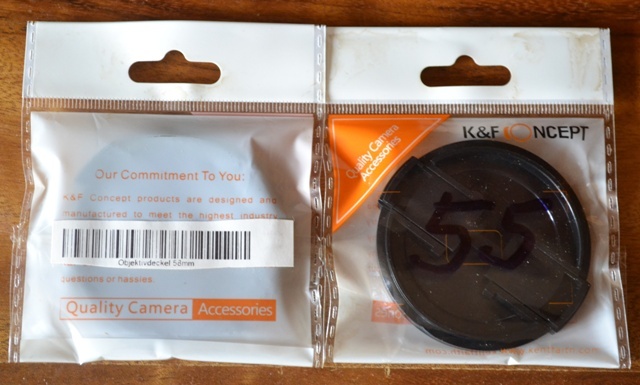 Our Commitment To You:
K&F Concept products are designed and
manufactured to meet the highest industry
Objektivdeckel 58mm
questions or hassles
Quality Camera Accessories
Quality Camera
Accessories
K&F CONCEPT
55